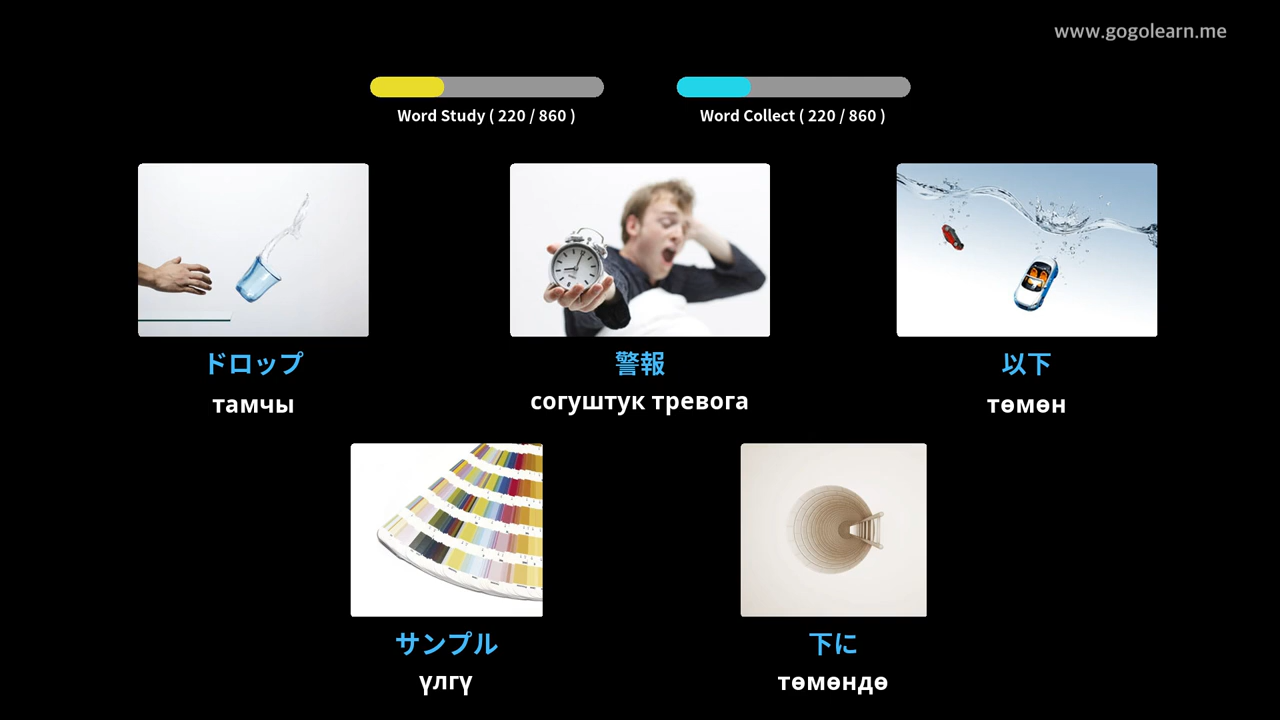 www.gogolearn.me
Word Study ( 220 / 860 )
Word Collect ( 220 / 860 )
ドロップ
тамчы
警報
согуштук тревога
以下
төмөн
サンプル
үлгү
下に
төмөндө